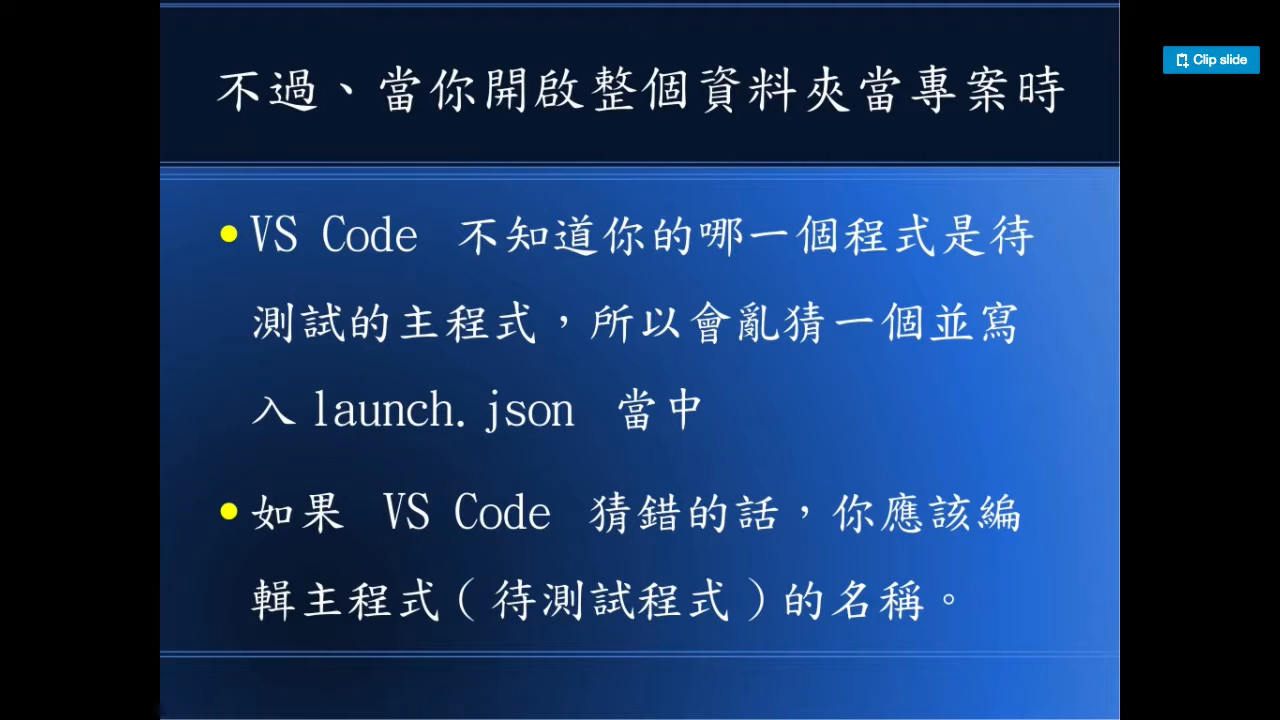 Clip slide
不過、當你開啟整個資料夾當專案時
•VS Code 不知道你的哪一個程式是待
測試的主程式,所以會亂猜一個並寫
入 launch.json 當中
•如果 VS Code 猜錯的話,你應該編
輯主程式(待測試程式)的名稱。